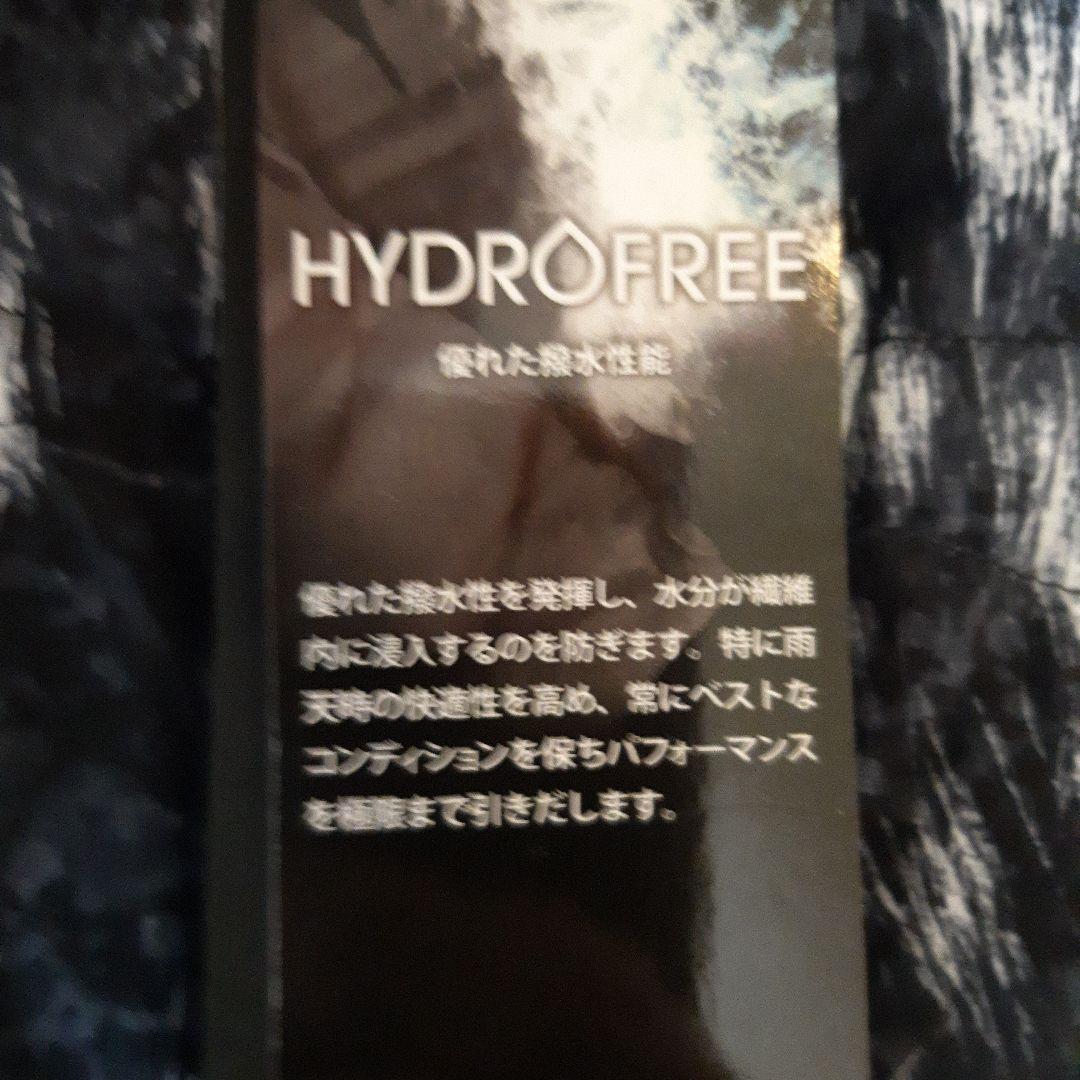 HYDROFREE
優れた撥水性能
優れた撥水性を発揮し、水分が繊維
内に浸入するのを防ぎます。特に雨
天時の快適性を高め、常にベストな
コンディションを保ちパフォーマンス
を極限まで引きだします。